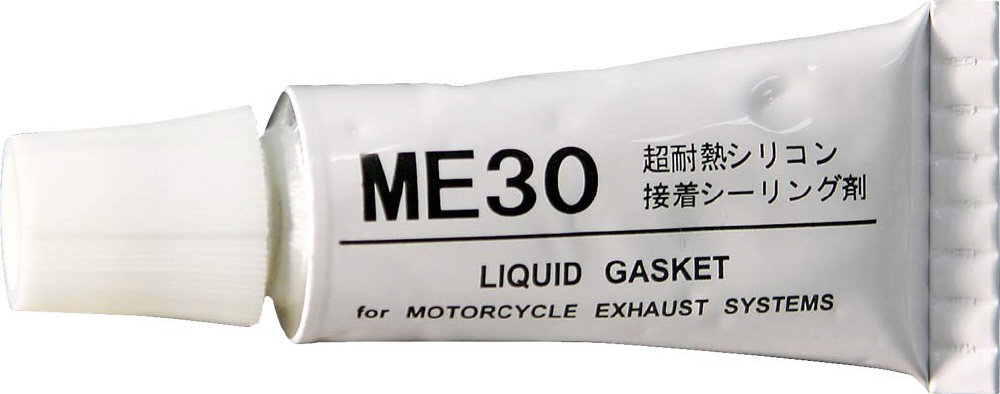 ME30
超耐熱シリコン
接着シーリング剤
LIQUID GASKET
for MOTORCYCLE EXHAUST SYSTEMS